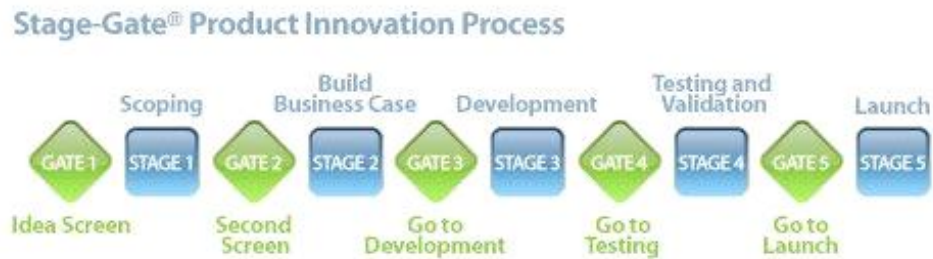 Stage-Gate® Product Innovation Process
Scoping
Build
Business Case
Development
Testing and
Validation
Launch
GATE 1
STAGE 1
GATE 2
STAGE 2
GATE 3
STAGE 3
GATE 4
STAGE 4
GATE 5
STAGE 5
Idea Screen
Second
Screen
Go to
Development
Go to
Testing
Go to
Launch